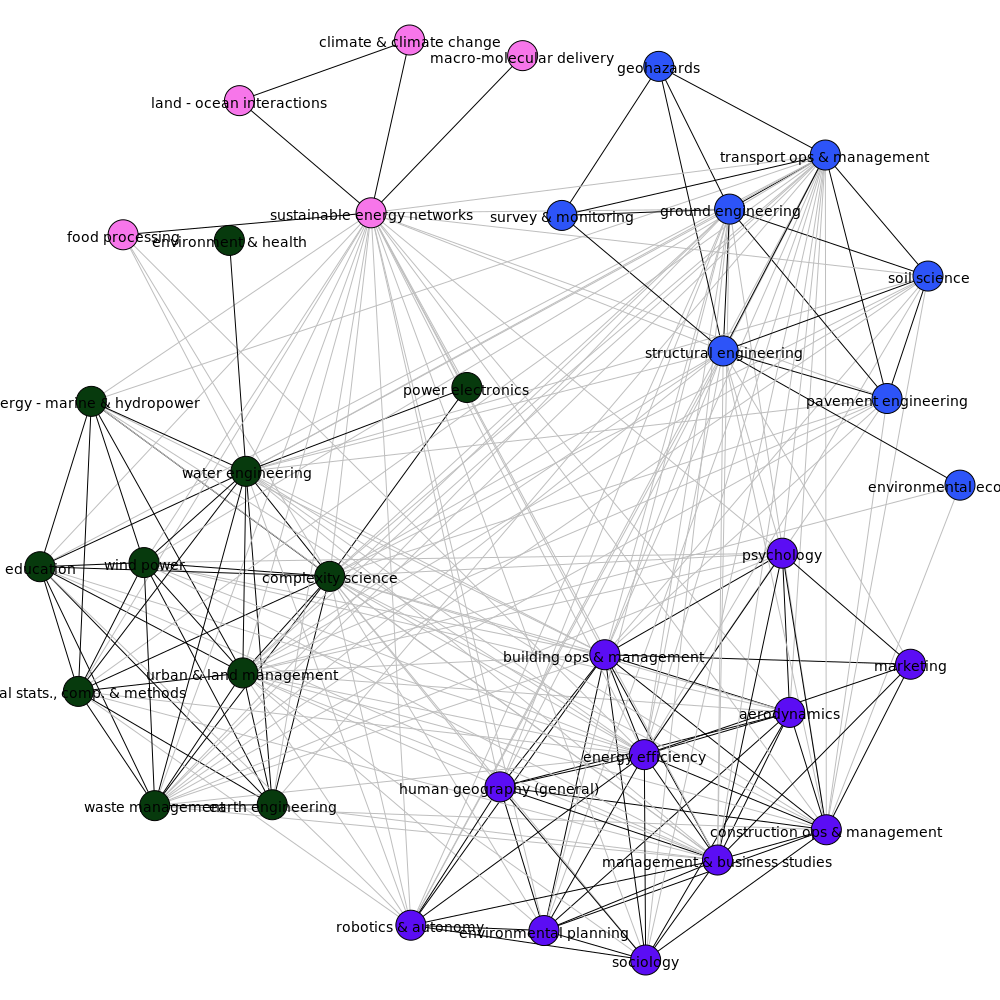 climate & climate change
macro-molecular delivery
geohazards
land - ocean interactions
transport ops & management
sustainable energy networks
survey & monitoring
ground engineering
food processing
environment & health
soil science
structural engineering
power electronics
ergy - marine & hydropower
pavement engineering
water engineering
environmental eco
psychology
education
wind power
complexity science
building ops & management
marketing
urban & land management
al stats., comp. & methods
aerodynamics
energy efficiency
human geography (general)
waste management
earth engineering
construction ops & management
management & business studies
robotics & autonomy
environmental planning
sociology